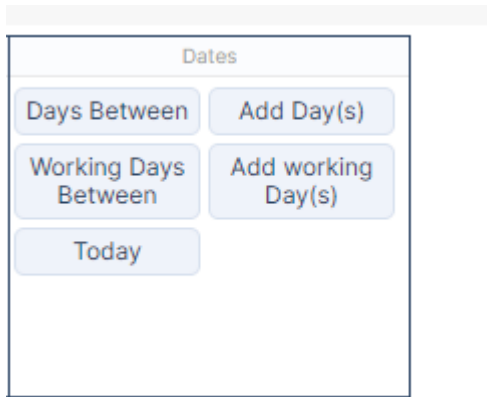 Dates
Days Between
Add Day(s)
Working Days
Between
Add working
Day(s)
Today